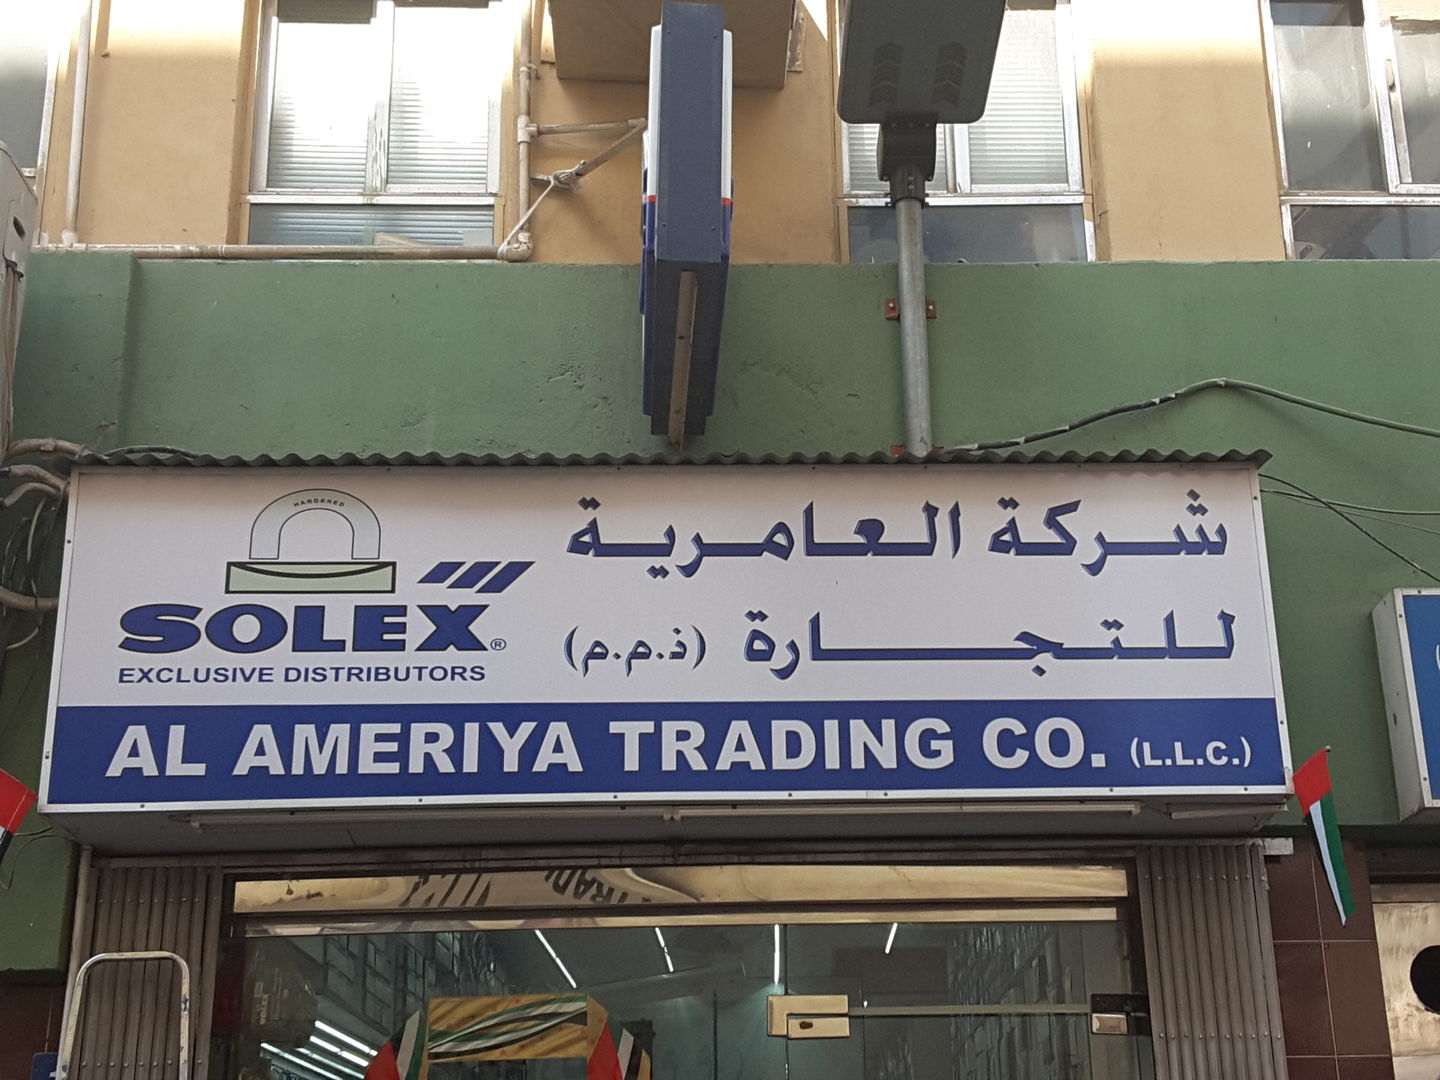 HARDENED
SOLEX®
EXCLUSIVE DISTRIBUTORS
شركة العامرية
للتجارة (ذ.م.م)
AL AMERIYA TRADING CO. (L.L.C.)